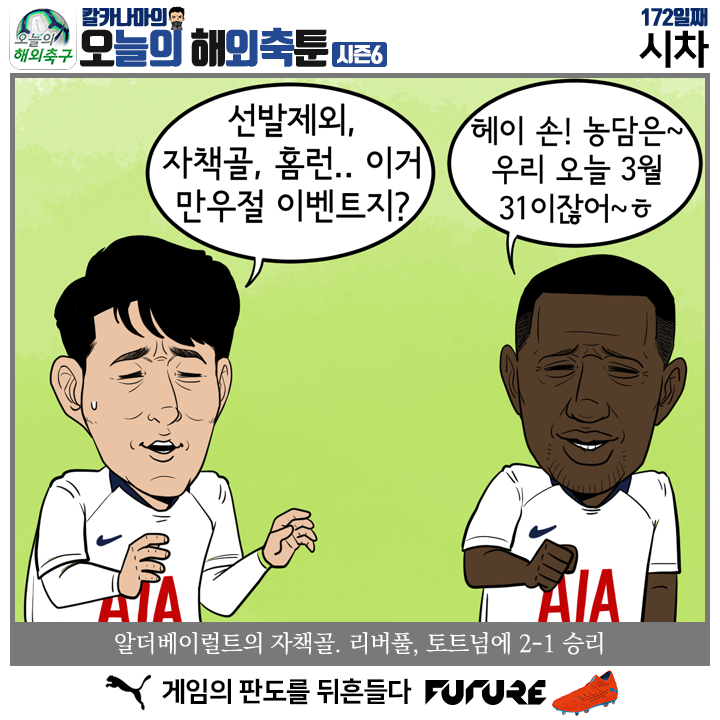 오늘의
해외축구
칼카나마의
오늘의 해외축툰 시즌6
172일째
시차
선발제외,
자책골, 홈런.. 이거
만우절 이벤트지?
헤이 손! 농담은~
우리 오늘 3월
31이잖어~ㅎ
AIA
AIA
알더베이럴트의 자책골. 리버풀, 토트넘에 2-1 승리
게임의 판도를 뒤흔들다 FUTURE